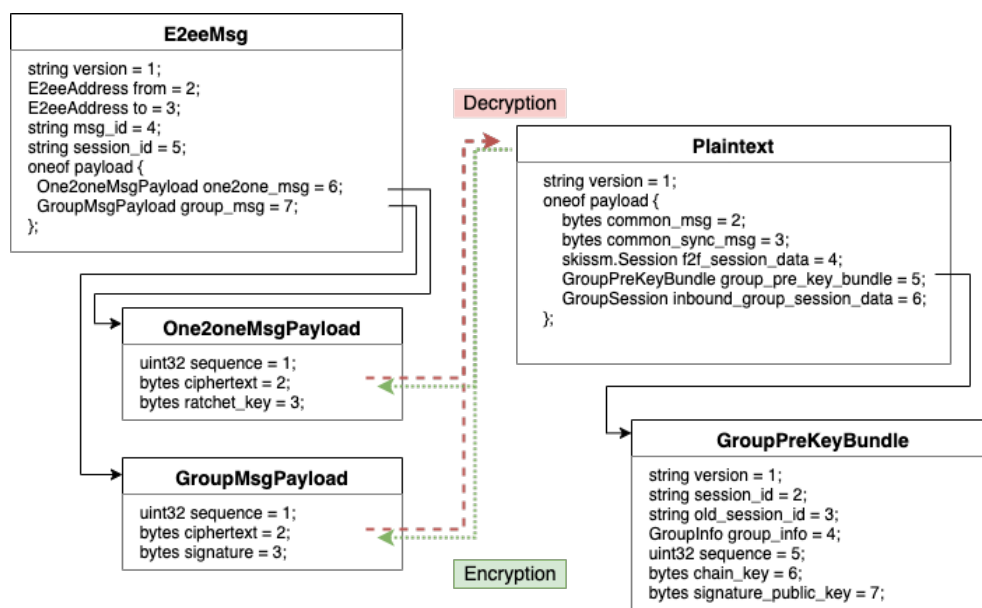 E2eeMsg
string version = 1;
E2eeAddress from = 2;
E2eeAddress to = 3;
string msg_id = 4;
string session_id = 5;
oneof payload {
One2oneMsgPayload one2one_msg = 6;
GroupMsgPayload group_msg = 7;
};
Decryption
Plaintext
string version = 1;
oneof payload {
bytes common_msg = 2;
bytes common_sync_msg = 3;
skissm.Session f2f_session_data = 4;
GroupPreKeyBundle group_pre_key_bundle = 5;
GroupSession inbound_group_session_data = 6;
};
One2oneMsgPayload
uint32 sequence = 1;
bytes ciphertext = 2;
bytes ratchet_key = 3;
GroupMsgPayload
uint32 sequence = 1;
bytes ciphertext = 2;
bytes signature = 3;
Encryption
GroupPreKeyBundle
string version = 1;
string session_id = 2;
string old_session_id = 3;
GroupInfo group_info = 4;
uint32 sequence = 5;
bytes chain_key = 6;
bytes signature_public_key = 7;